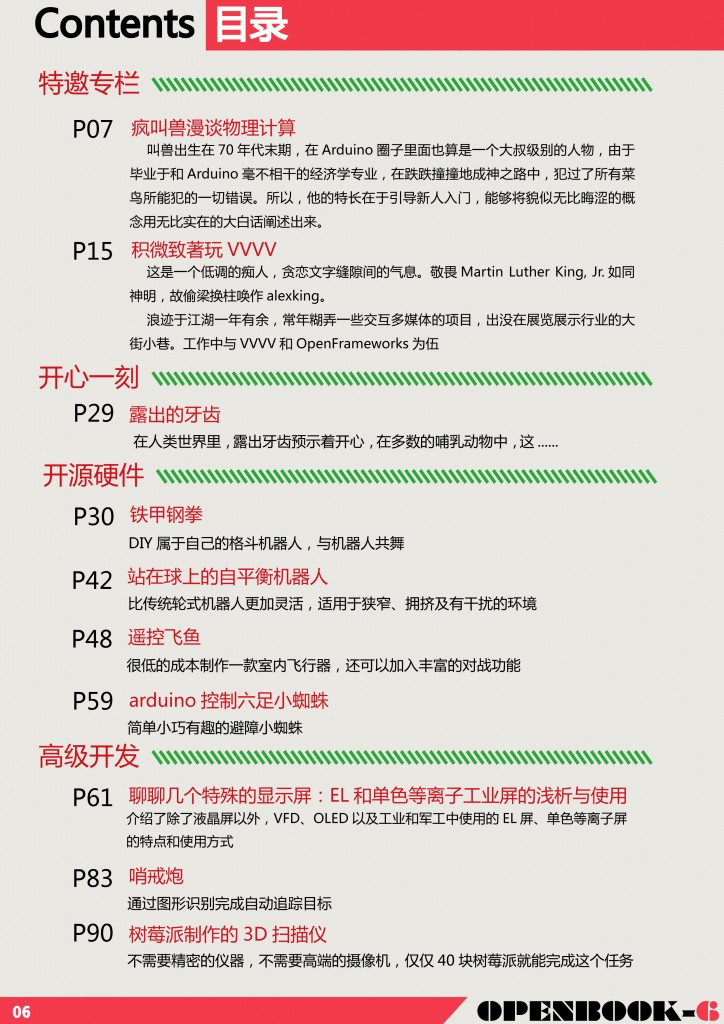 Contents 目录
特邀专栏
P07 疯叫兽漫谈物理计算
叫兽出生在 70 年代末期，在 Arduino 圈子里面也算是一个大叔级别的人物，由于
毕业于和 Arduino 毫不相干的经济学专业，在跌跌撞撞地成神之路中，犯过了所有菜
鸟所能犯的一切错误。所以，他的特长在于引导新人入门，能够将貌似无比晦涩的概
念用无比实在的大白话阐述出来。
P15 积微致著玩 VVVV
这是一个低调的痴人，贪恋文字缝隙间的气息。敬畏 Martin Luther King, Jr. 如同
神明，故偷梁换柱唤作 alexking。
浪迹于江湖一年有余，常年糊弄一些交互多媒体的项目，出没在展览展示行业的大
街小巷。工作中与 VVVV 和 OpenFrameworks 为伍
开心一刻
P29 露出的牙齿
在人类世界里，露出牙齿预示着开心，在多数的哺乳动物中，这 ......
开源硬件
P30 铁甲钢拳
DIY 属于自己的格斗机器人，与机器人共舞
P42 站在球上的自平衡机器人
比传统轮式机器人更加灵活，适用于狭窄、拥挤及有干扰的环境
P48 遥控飞鱼
很低的成本制作一款室内飞行器，还可以加入丰富的对战功能
P59 arduino 控制六足小蜘蛛
简单小巧有趣的避障小蜘蛛
高级开发
P61 聊聊几个特殊的显示屏：EL 和单色等离子工业屏的浅析与使用
介绍了除了液晶屏以外，VFD、OLED 以及工业和军工中使用的 EL 屏、单色等离子屏
的特点和使用方式
P83 哨戒炮
通过图形识别完成自动追踪目标
P90 树莓派制作的 3D 扫描仪
不需要精密的仪器，不需要高端的摄像机，仅仅 40 块树莓派就能完成这个任务
06 OPENBOOK-6